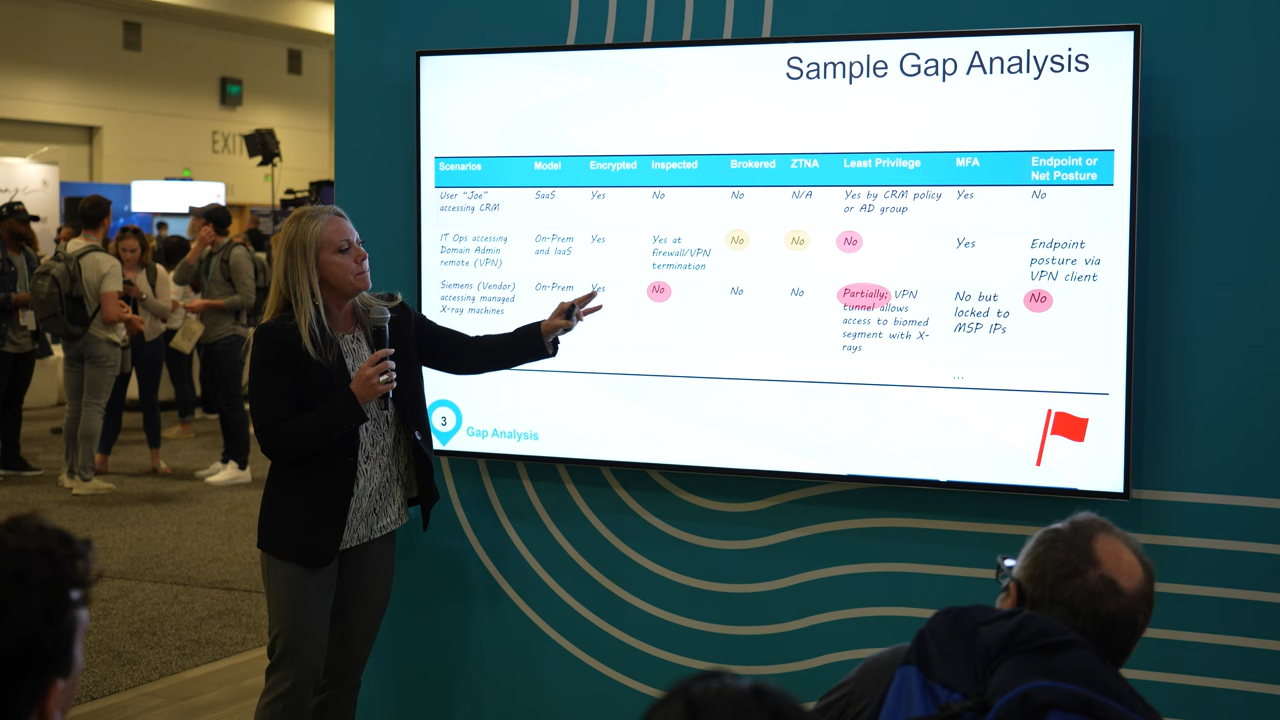 Sample Gap Analysis
Scenarios Model Encrypted Inspected Brokered ZTNA Least Privilege MFA Endpoint or
Net Posture
User "Joe" SaaS Yes No No N/A Yes by CRM policy Yes No
accessing CRM or AD group
IT Ops accessing On-Prem Yes Yes at No No No Yes Endpoint
Domain Admin and IaaS firewall/VPN posture via
remote (VPN) termination VPN client
Siemens (Vendor) On-Prem Yes No No No Partially; VPN No but No
accessing managed tunnel allows locked to
X-ray machines access to biomed MSP IPs
segment with X-
rays
...
3 Gap Analysis
EXIT